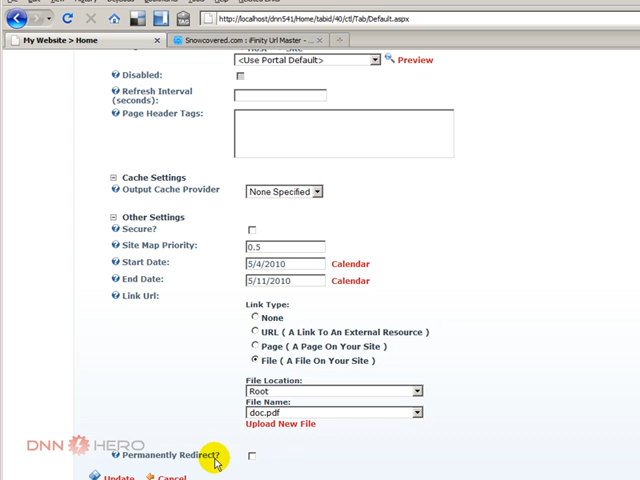 http://localhost/dnn541/Home/tabid/40/ctl/Tab/Default.aspx
My Website > Home
Snowcovered.com : iFinity Url Master - ...
Host Site
<Use Portal Default>
Preview
Disabled:
Refresh Interval
(seconds):
Page Header Tags:
Cache Settings
Output Cache Provider
None Specified
Other Settings
Secure?
Site Map Priority:
0.5
Start Date:
5/4/2010
Calendar
End Date:
5/11/2010
Calendar
Link Url:
Link Type:
None
URL ( A Link To An External Resource )
Page ( A Page On Your Site )
File ( A File On Your Site )
File Location:
Root
File Name:
doc.pdf
Upload New File
DNN HERO
Permanently Redirect?
Update
Cancel